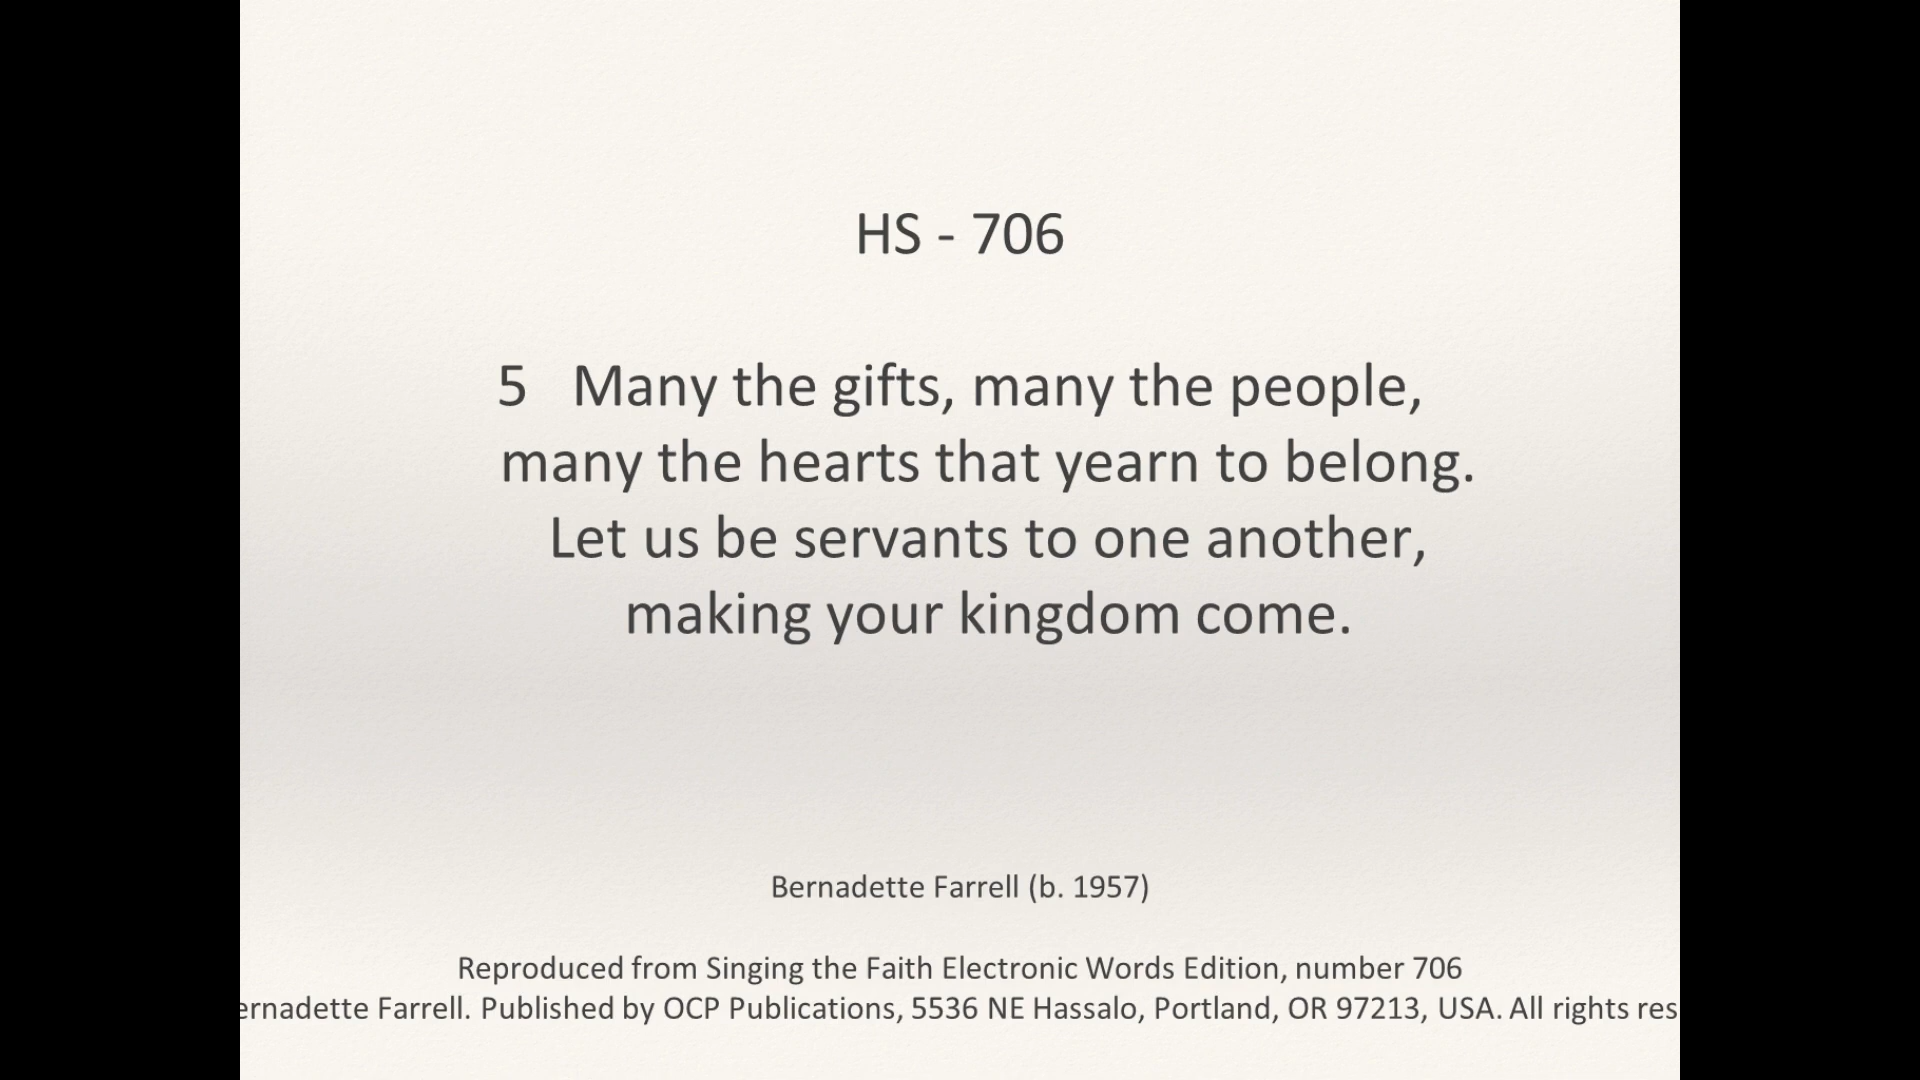 HS - 706
5 Many the gifts, many the people,
many the hearts that yearn to belong.
Let us be servants to one another,
making your kingdom come.
Bernadette Farrell (b. 1957)
Reproduced from Singing the Faith Electronic Words Edition, number 706
ernadette Farrell. Published by OCP Publications, 5536 NE Hassalo, Portland, OR 97213, USA. All rights res